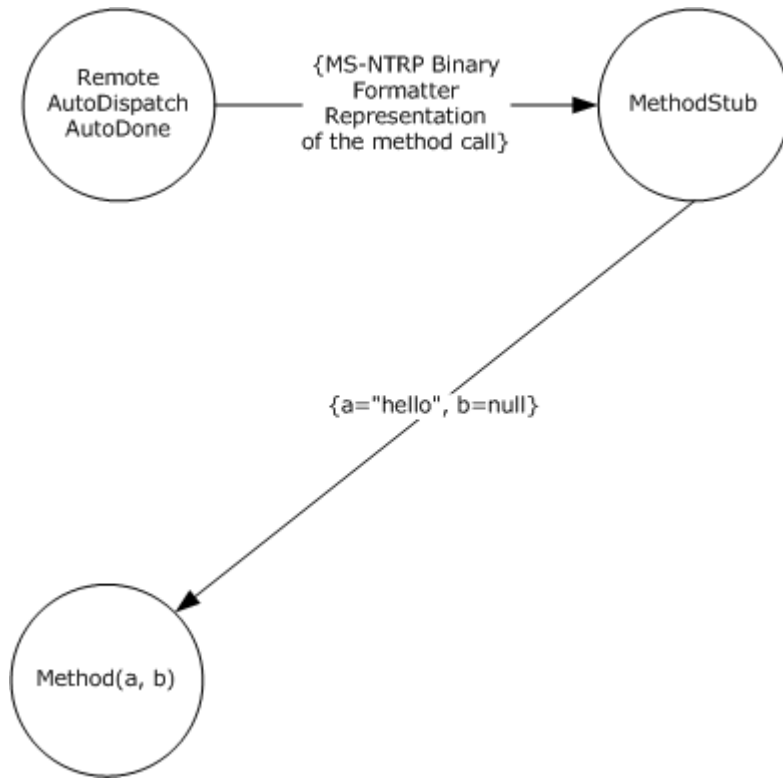 Remote
AutoDispatch
AutoDone
{MS-NTRP Binary
Formatter
Representation
of the method call}
MethodStub
{a="hello", b=null}
Method(a, b)